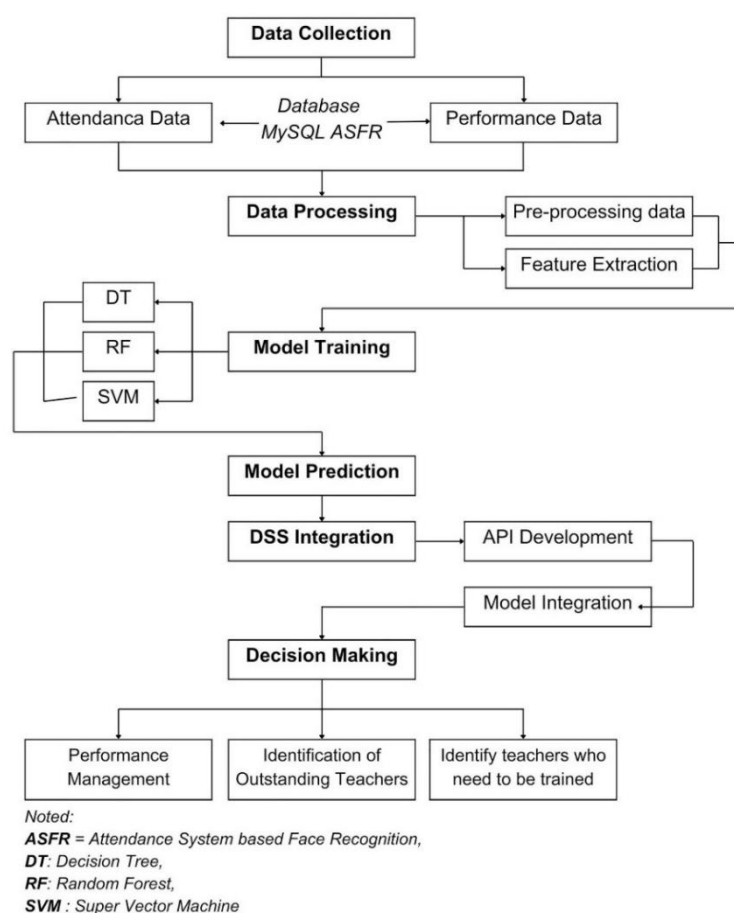 Data Collection
Attendanca Data
Database
MySQL ASFR
Performance Data
Data Processing
Pre-processing data
Feature Extraction
DT
RF
SVM
Model Training
Model Prediction
DSS Integration
API Development
Model Integration
Decision Making
Performance
Management
Identification of
Outstanding Teachers
Identify teachers who
need to be trained
Noted:
ASFR = Attendance System based Face Recognition,
DT: Decision Tree,
RF: Random Forest,
SVM : Super Vector Machine